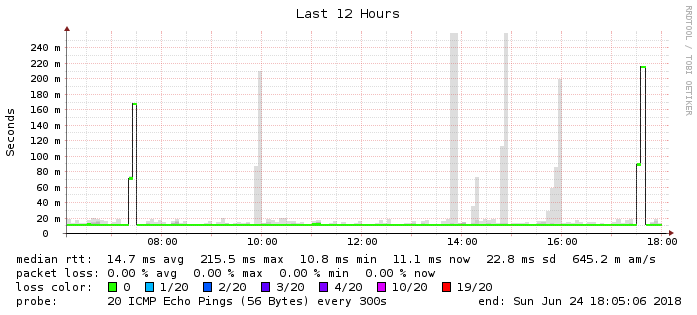 Last 12 Hours
RRDTOOL / TOBI OETIKER
Seconds
240 m
220 m
200 m
180 m
160 m
140 m
120 m
100 m
80 m
60 m
40 m
20 m
0
08:00 10:00 12:00 14:00 16:00 18:00
median rtt: 14.7 ms avg 215.5 ms max 10.8 ms min 11.1 ms now 22.8 ms sd 645.2 m am/s
packet loss: 0.00 % avg 0.00 % max 0.00 % min 0.00 % now
loss color: 0 1/20 2/20 3/20 4/20 10/20 19/20
probe: 20 ICMP Echo Pings (56 Bytes) every 300s end: Sun Jun 24 18:05:06 2018